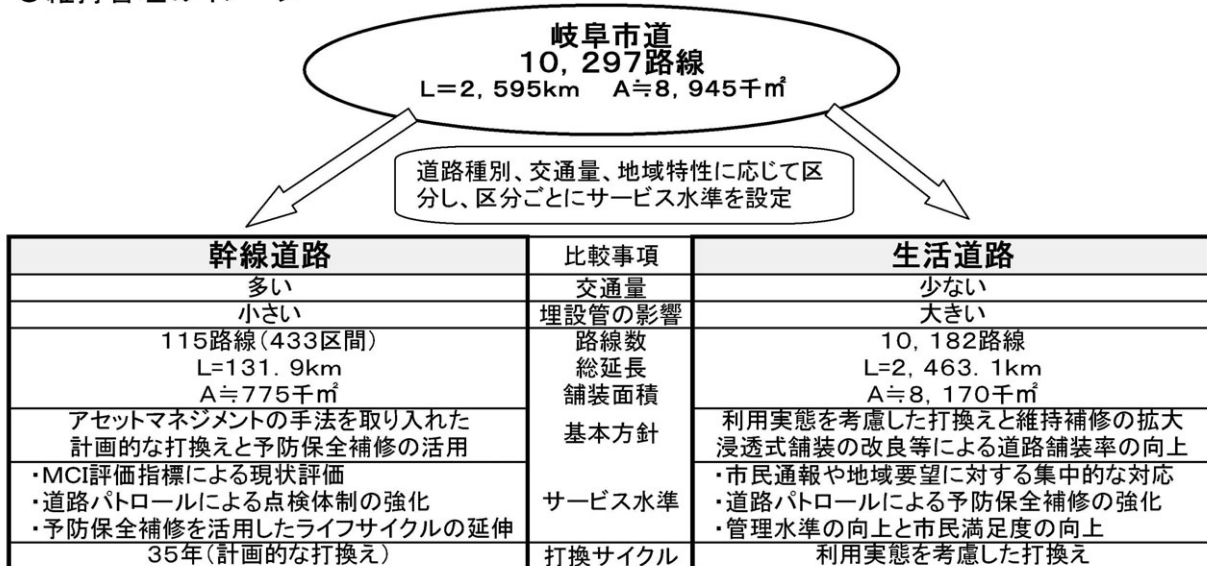 岐阜市道
10，297路線
L=2，595km　A≒8，945千㎡
道路種別、交通量、地域特性に応じて区
分し、区分ごとにサービス水準を設定
幹線道路　比較事項　生活道路
多い　交通量　少ない
小さい　埋設管の影響　大きい
115路線(433区間)　路線数　10，182路線
L=131．9km　総延長　L=2，463．1km
A≒775千㎡　舗装面積　A≒8，170千㎡
アセットマネジメントの手法を取り入れた
計画的な打換えと予防保全補修の活用
基本方針
利用実態を考慮した打換えと維持補修の拡大
浸透式舗装の改良等による道路舗装率の向上
・MCI評価指標による現状評価
・道路パトロールによる点検体制の強化
・予防保全補修を活用したライフサイクルの延伸
サービス水準
・市民通報や地域要望に対する集中的な対応
・道路パトロールによる予防保全補修の強化
・管理水準の向上と市民満足度の向上
35年(計画的な打換え)　打換サイクル　利用実態を考慮した打換え